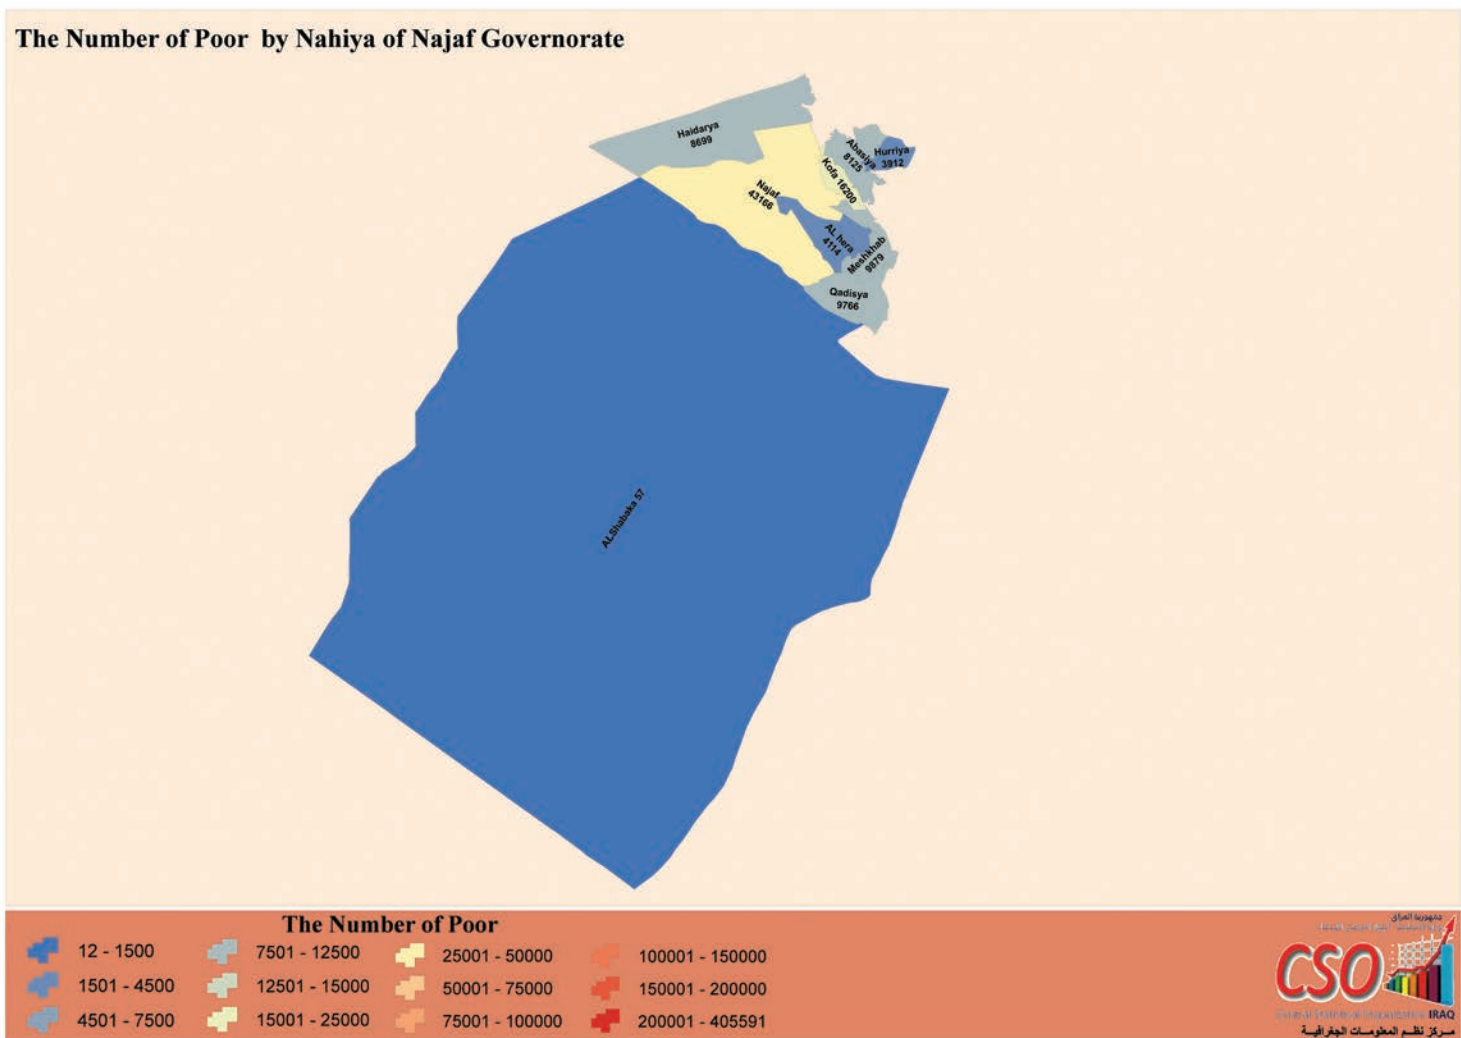 The Number of Poor by Nahiya of Najaf Governorate
Haidarya
8699
Abasiya
8125
Hurriya
3912
Kofa 16200
Najaf
43166
AL hera
4114
Meshkhab
9879
Qadisya
9766
ALShabaka 57
The Number of Poor
12 - 1500
1501 - 4500
4501 - 7500
7501 - 12500
12501 - 15000
15001 - 25000
25001 - 50000
50001 - 75000
75001 - 100000
100001 - 150000
150001 - 200000
200001 - 405591
جمهورية العراق
CSO
IRAQ
مـركز نظـم المعلومـات الجغرافيـة